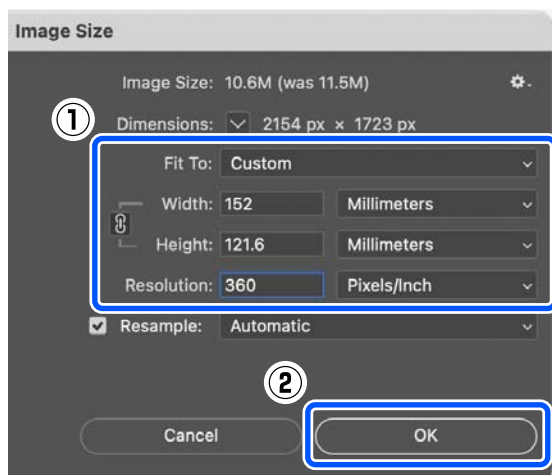 Image Size
Image Size: 10.6M (was 11.5M)
①
Dimensions: 2154 px × 1723 px
Fit To: Custom
Width: 152 Millimeters
Height: 121.6 Millimeters
Resolution: 360 Pixels/Inch
Resample: Automatic
②
Cancel OK